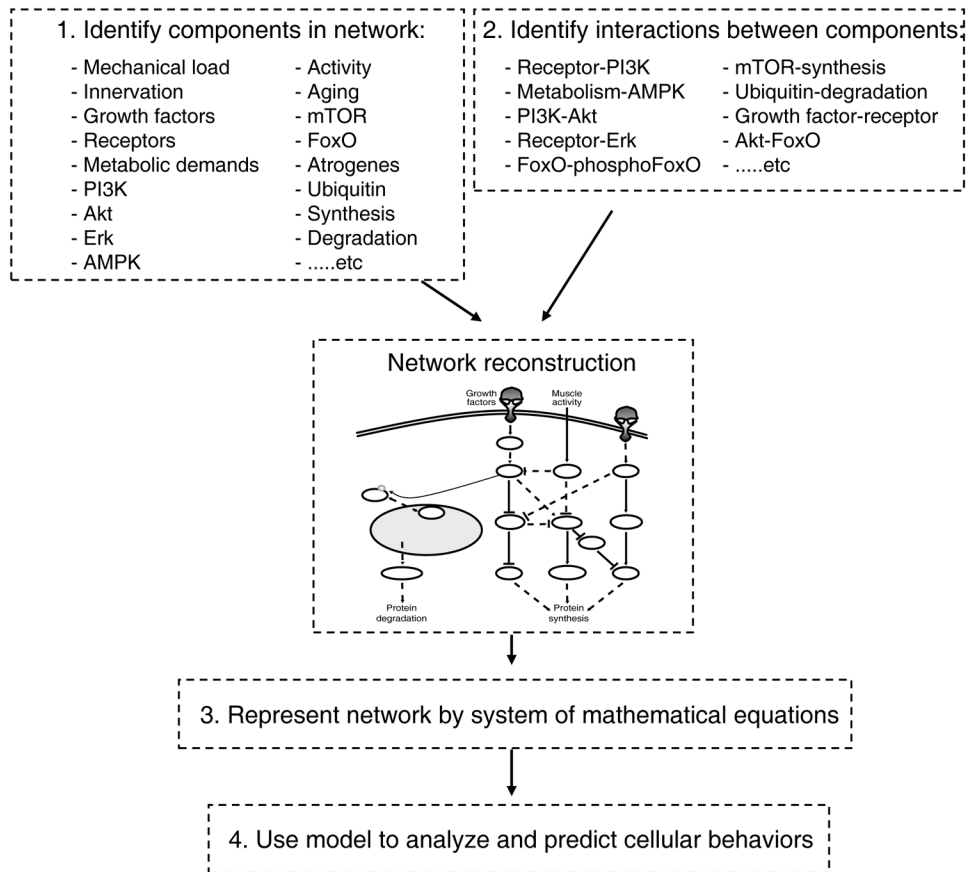 1. Identify components in network:
- Mechanical load
- Innervation
- Growth factors
- Receptors
- Metabolic demands
- PI3K
- Akt
- Erk
- AMPK
- Activity
- Aging
- mTOR
- FoxO
- Atrogenes
- Ubiquitin
- Synthesis
- Degradation
- .....etc
2. Identify interactions between components:
- Receptor-PI3K
- Metabolism-AMPK
- PI3K-Akt
- Receptor-Erk
- FoxO-phosphoFoxO
- mTOR-synthesis
- Ubiquitin-degradation
- Growth factor-receptor
- Akt-FoxO
- .....etc
Network reconstruction
Growth
factors
Muscle
activity
Protein
degradation
Protein
synthesis
3. Represent network by system of mathematical equations
4. Use model to analyze and predict cellular behaviors